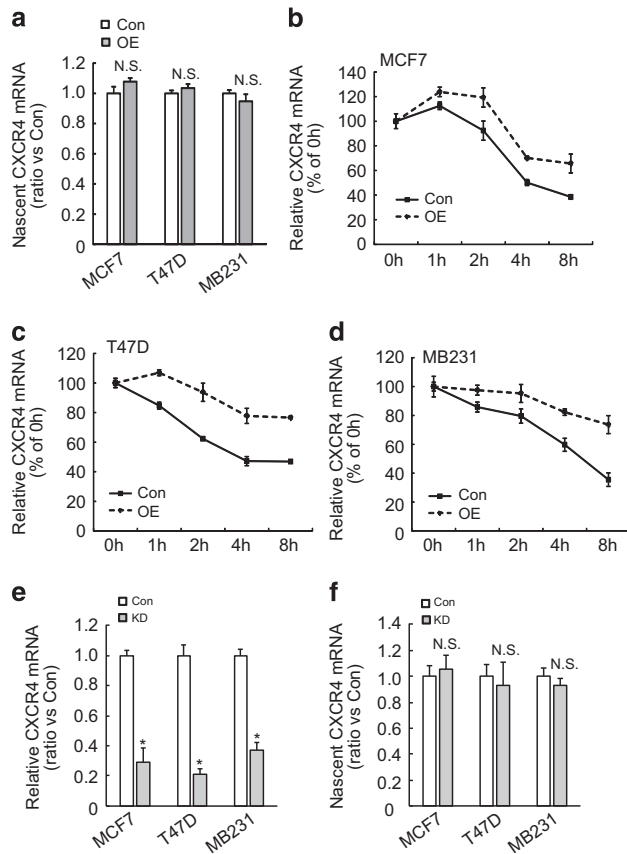 a
Con
OE
Nascent CXCR4 mRNA
(ratio vs Con)
1.2
1.0
0.8
0.6
0.4
0.2
0
N.S.
N.S.
N.S.
MCF7
T47D
MB231
b
MCF7
Relative CXCR4 mRNA
(% of 0h)
140
120
100
80
60
40
20
0
Con
OE
0h
1h
2h
4h
8h
c
T47D
Relative CXCR4 mRNA
(% of 0h)
120
100
80
60
40
20
0
Con
OE
0h
1h
2h
4h
8h
d
MB231
Relative CXCR4 mRNA
(% of 0h)
120
100
80
60
40
20
0
Con
OE
0h
1h
2h
4h
8h
e
Con
KD
Relative CXCR4 mRNA
(ratio vs Con)
1.2
1.0
0.8
0.6
0.4
0.2
0
*
*
*
MCF7
T47D
MB231
f
Con
KD
Nascent CXCR4 mRNA
(ratio vs Con)
1.4
1.2
1.0
0.8
0.6
0.4
0.2
0
N.S.
N.S.
N.S.
MCF7
T47D
MB231